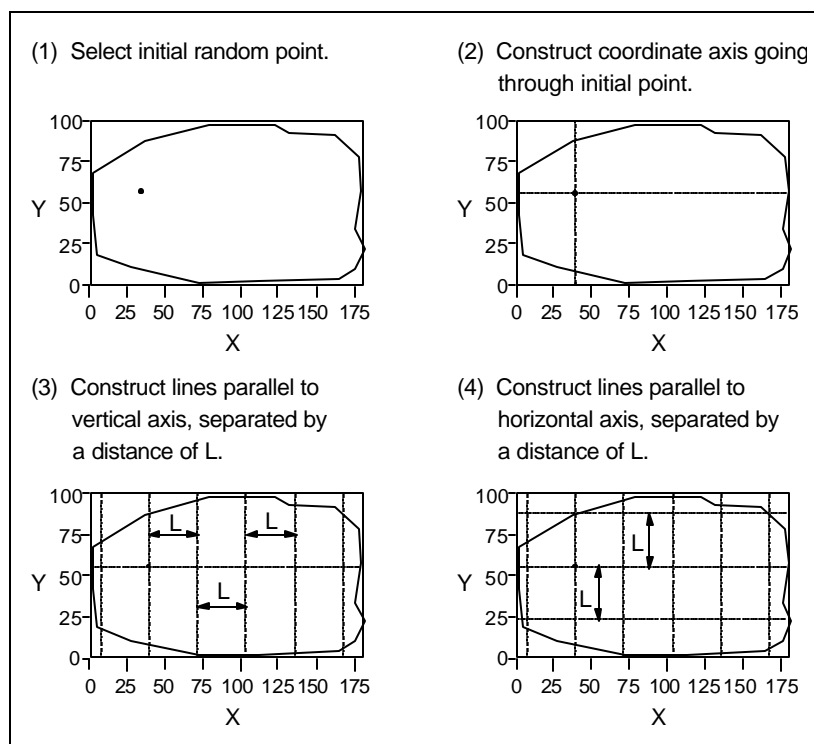 (1) Select initial random point.
100
75
Y 50
25
0
0 25 50 75 100 125 150 175
X
(2) Construct coordinate axis going
through initial point.
100
75
Y 50
25
0
0 25 50 75 100 125 150 175
X
(3) Construct lines parallel to
vertical axis, separated by
a distance of L.
100
75
L L
Y 50
L
25
0
0 25 50 75 100 125 150 175
X
(4) Construct lines parallel to
horizontal axis, separated by
a distance of L.
100
75
L
Y 50
L
25
0
0 25 50 75 100 125 150 175
X